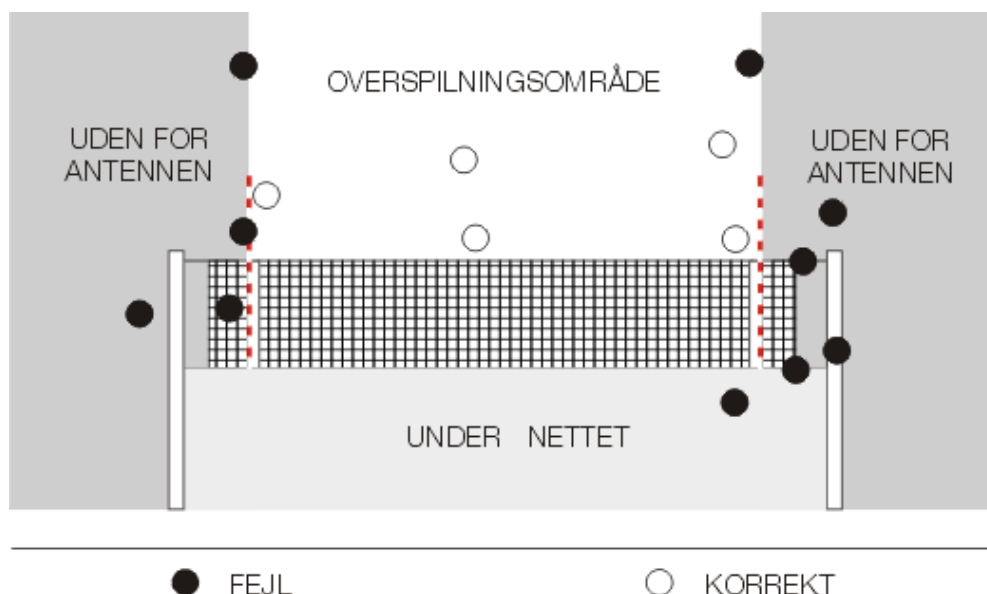 OVERSPILNINGSOMRÅDE
UDEN FOR
ANTENNEN
UDEN FOR
ANTENNEN
UNDER NETTET
FEJL
KORREKT